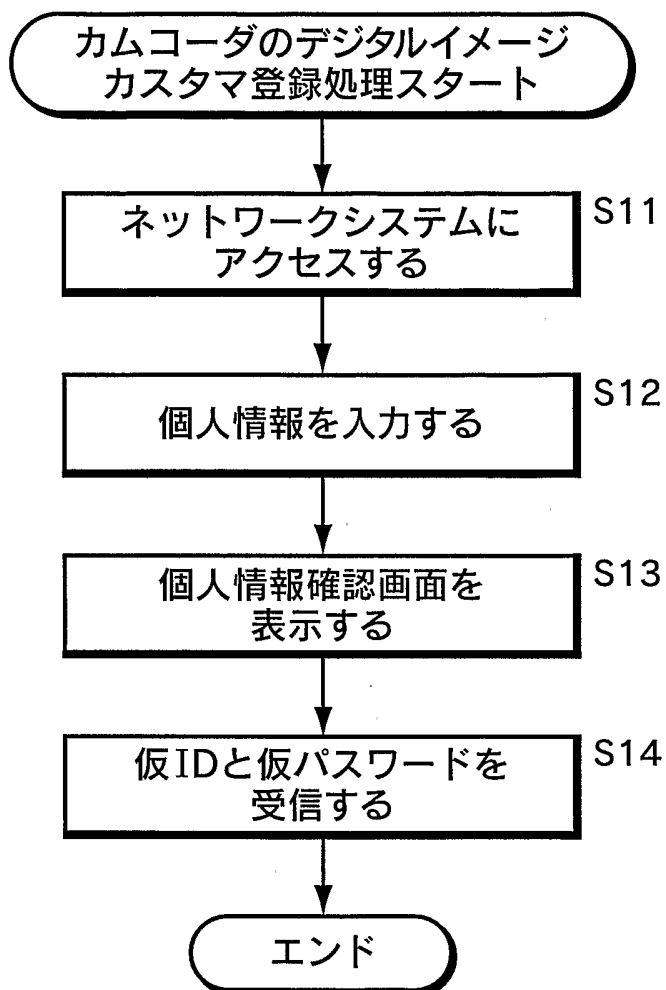 カムコーダのデジタルイメージ
カスタマ登録処理スタート
ネットワークシステムに
アクセスする
S11
個人情報を入力する
S12
個人情報確認画面を
表示する
S13
仮IDと仮パスワードを
受信する
S14
エンド